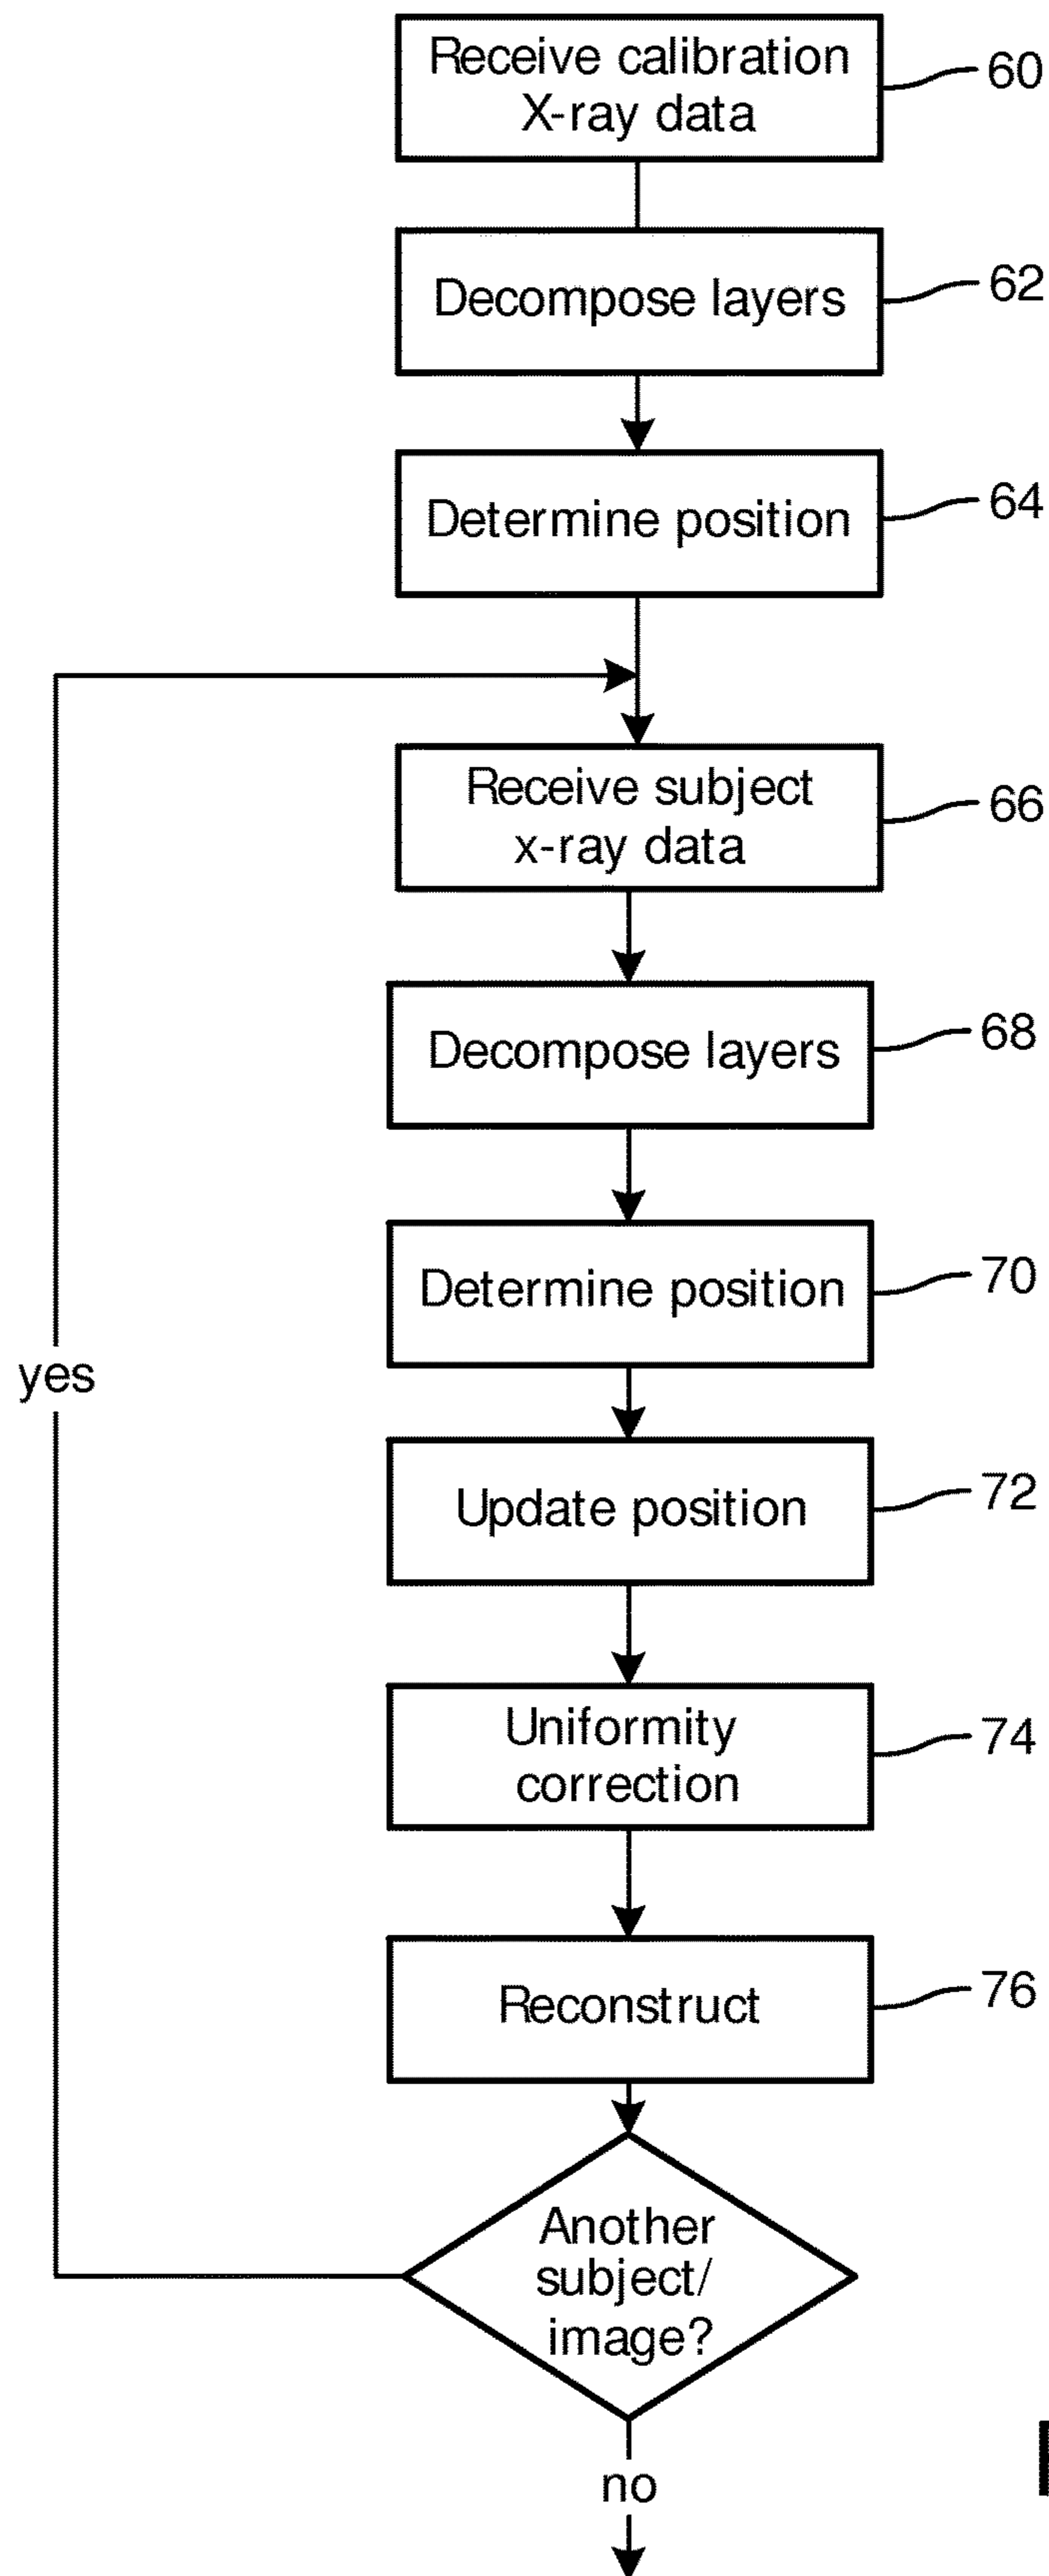 Receive calibration
X-ray data
60
Decompose layers
62
Determine position
64
Receive subject
x-ray data
66
Decompose layers
68
Determine position
70
yes
Update position
72
Uniformity
correction
74
Reconstruct
76
Another
subject/
image?
no